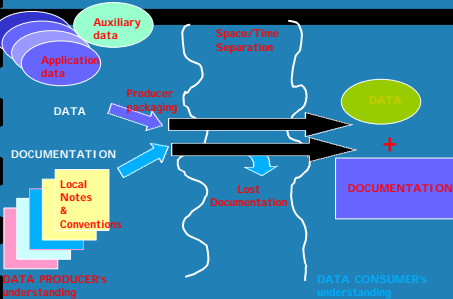 Auxiliary
data
Application
data
Space/Time
Separation
Producer
packaging
DATA
DATA
DOCUMENTATION
+
Local
Notes
&
Conventions
Lost
Documentation
DOCUMENTATION
DATA PRODUCER's
understanding
DATA CONSUMER's
understanding